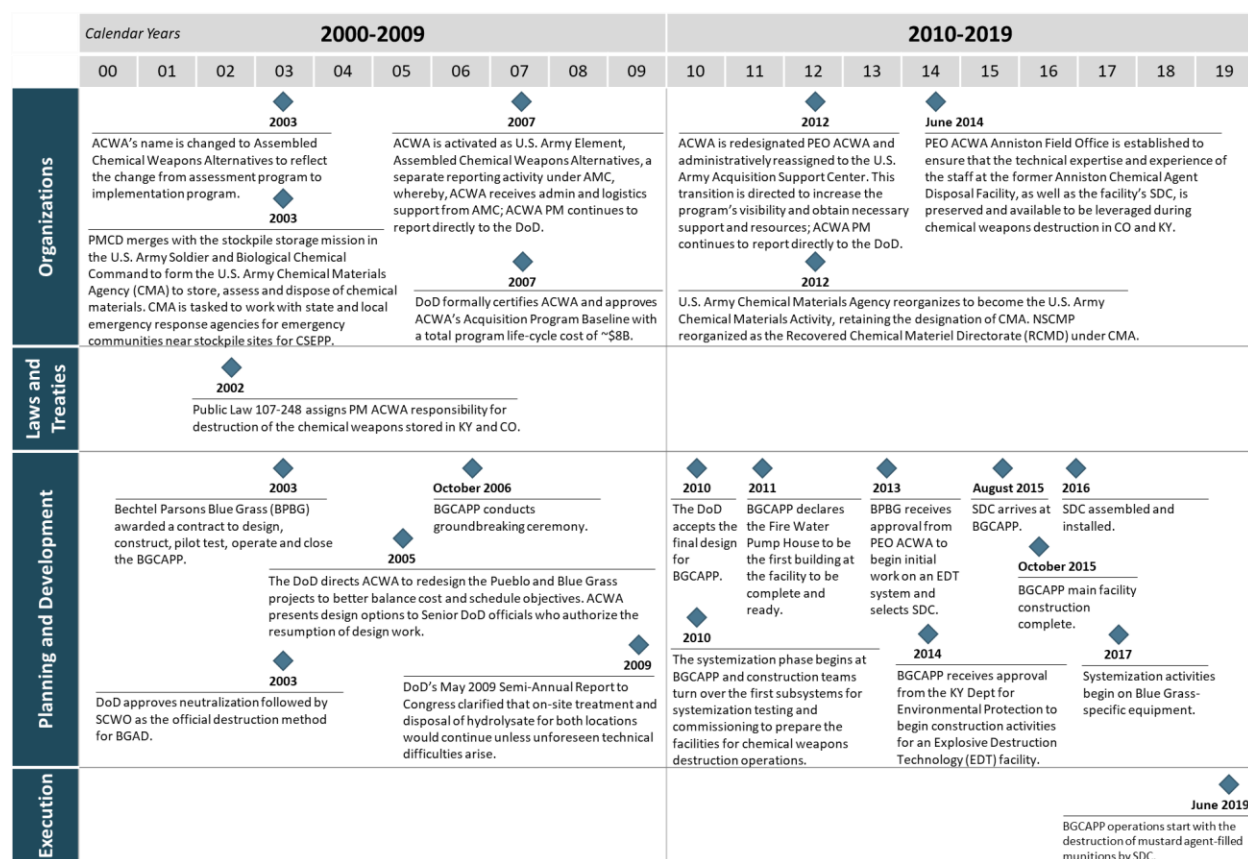 Calendar Years
2000-2009
2010-2019
00 01 02 03 04 05 06 07 08 09 10 11 12 13 14 15 16 17 18 19
Organizations
2003
ACWA's name is changed to Assembled
Chemical Weapons Alternatives to reflect
the change from assessment program to
implementation program.
2003
PMCD merges with the stockpile storage mission in
the U.S. Army Soldier and Biological Chemical
Command to form the U.S. Army Chemical Materials
Agency (CMA) to store, assess and dispose of chemical
materials. CMA is tasked to work with state and local
emergency response agencies for emergency
communities near stockpile sites for CSEPP.
2007
ACWA is activated as U.S. Army Element,
Assembled Chemical Weapons Alternatives, a
separate reporting activity under AMC,
whereby, ACWA receives admin and logistics
support from AMC; ACWA PM continues to
report directly to the DoD.
2007
DoD formally certifies ACWA and approves
ACWA's Acquisition Program Baseline with
a total program life-cycle cost of ~$8B.
2012
ACWA is redesignated PEO ACWA and
administratively reassigned to the U.S.
Army Acquisition Support Center. This
transition is directed to increase the
program's visibility and obtain necessary
support and resources; ACWA PM
continues to report directly to the DoD.
2012
U.S. Army Chemical Materials Agency reorganizes to become the U.S. Army
Chemical Materials Activity, retaining the designation of CMA. NSCMP
reorganized as the Recovered Chemical Materiel Directorate (RCMD) under CMA.
June 2014
PEO ACWA Anniston Field Office is established to
ensure that the technical expertise and experience of
the staff at the former Anniston Chemical Agent
Disposal Facility, as well as the facility's SDC, is
preserved and available to be leveraged during
chemical weapons destruction in CO and KY.
Laws and
Treaties
2002
Public Law 107-248 assigns PM ACWA responsibility for
destruction of the chemical weapons stored in KY and CO.
Planning and Development
2003
Bechtel Parsons Blue Grass (BPBG)
awarded a contract to design,
construct, pilot test, operate and close
the BGCAPP.
October 2006
BGCAPP conducts
groundbreaking ceremony.
2005
The DoD directs ACWA to redesign the Pueblo and Blue Grass
projects to better balance cost and schedule objectives. ACWA
presents design options to Senior DoD officials who authorize the
resumption of design work.
2003
DoD approves neutralization followed by
SCWO as the official destruction method
for BGAD.
2009
DoD's May 2009 Semi-Annual Report to
Congress clarified that on-site treatment and
disposal of hydrolysate for both locations
would continue unless unforeseen technical
difficulties arise.
2010
The DoD
accepts the
final design
for
BGCAPP.
2011
BGCAPP declares
the Fire Water
Pump House to be
the first building at
the facility to be
complete and
ready.
2013
BPBG receives
approval from
PEO ACWA to
begin initial
work on an EDT
system and
selects SDC.
August 2015
SDC arrives at
BGCAPP.
2016
SDC assembled and
installed.
October 2015
BGCAPP main facility
construction
complete.
2010
The systemization phase begins at
BGCAPP and construction teams
turn over the first subsystems for
systemization testing and
commissioning to prepare the
facilities for chemical weapons
destruction operations.
2014
BGCAPP receives approval
from the KY Dept for
Environmental Protection to
begin construction activities
for an Explosive Destruction
Technology (EDT) facility.
2017
Systemization activities
begin on Blue Grass-
specific equipment.
Execution
June 2019
BGCAPP operations start with the
destruction of mustard agent-filled
munitions by SDC.